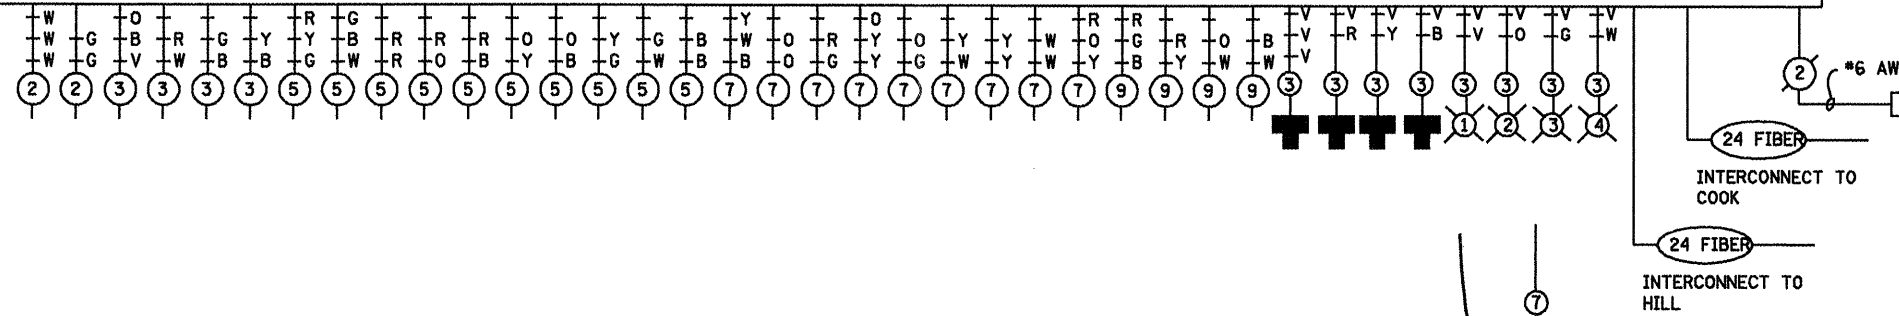 W O R G Y O R R V V V V V V V V
W G B R G Y Y B R R R O O Y G B W O R Y O Y Y W O G R O B V R Y B V O G W
W G V W B B G W R O B Y B G W B B O G Y G W Y W Y B Y W W V
2 2 3 3 3 3 5 5 5 5 5 5 5 5 5 5 7 7 7 7 7 7 7 7 7 9 9 9 9 3 3 3 3 3 3 3 3 2 #6 AW
1 2 3 4
24 FIBER
INTERCONNECT TO
COOK
24 FIBER
INTERCONNECT TO
HILL
7